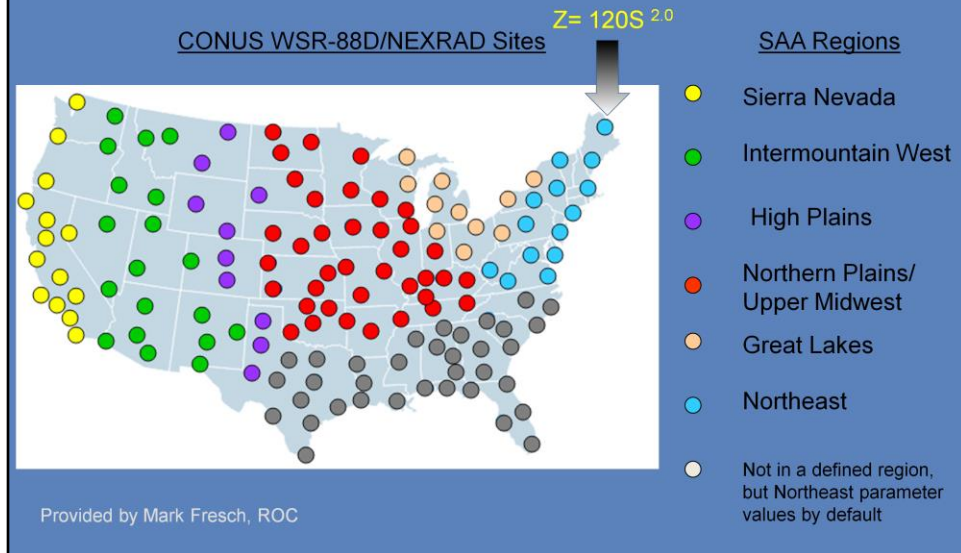 Z= 120S 2.0
CONUS WSR-88D/NEXRAD Sites
SAA Regions
Sierra Nevada
Intermountain West
High Plains
Northern Plains/
Upper Midwest
Great Lakes
Northeast
Not in a defined region,
but Northeast parameter
values by default
Provided by Mark Fresch, ROC